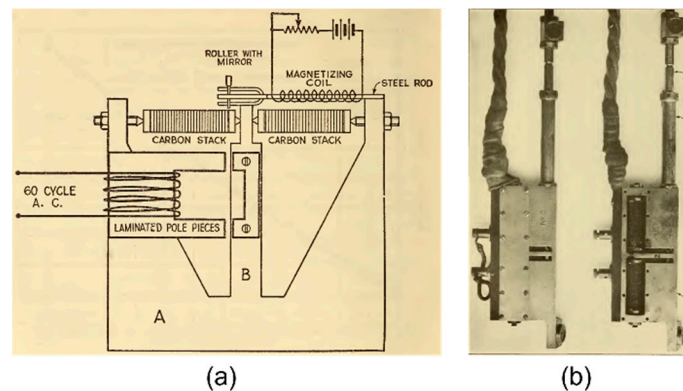 ROLLER WITH
MIRROR
MAGNETIZING
COIL
STEEL ROD
CARBON STACK
CARBON STACK
60 CYCLE
A. C.
LAMINATED POLE PIECES
B
A
(a)
(b)